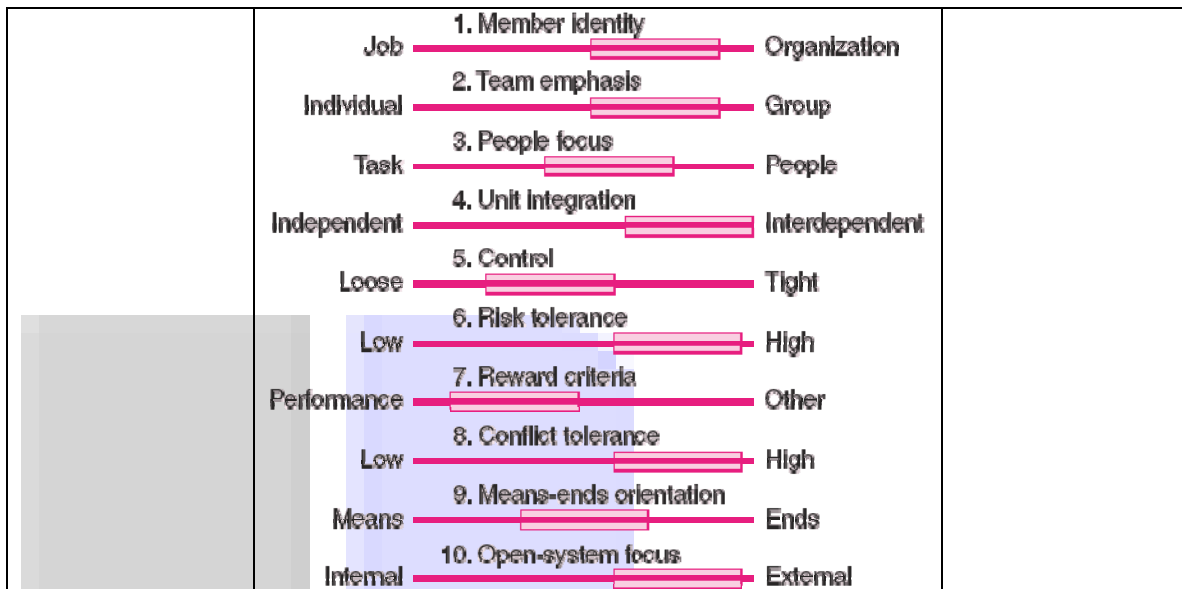 1. Member identity
Job Organization
2. Team emphasis
Individual Group
3. People focus
Task People
4. Unit integration
Independent Interdependent
5. Control
Loose Tight
6. Risk tolerance
Low High
7. Reward criteria
Performance Other
8. Conflict tolerance
Low High
9. Means-ends orientation
Means Ends
10. Open-system focus
Internal External